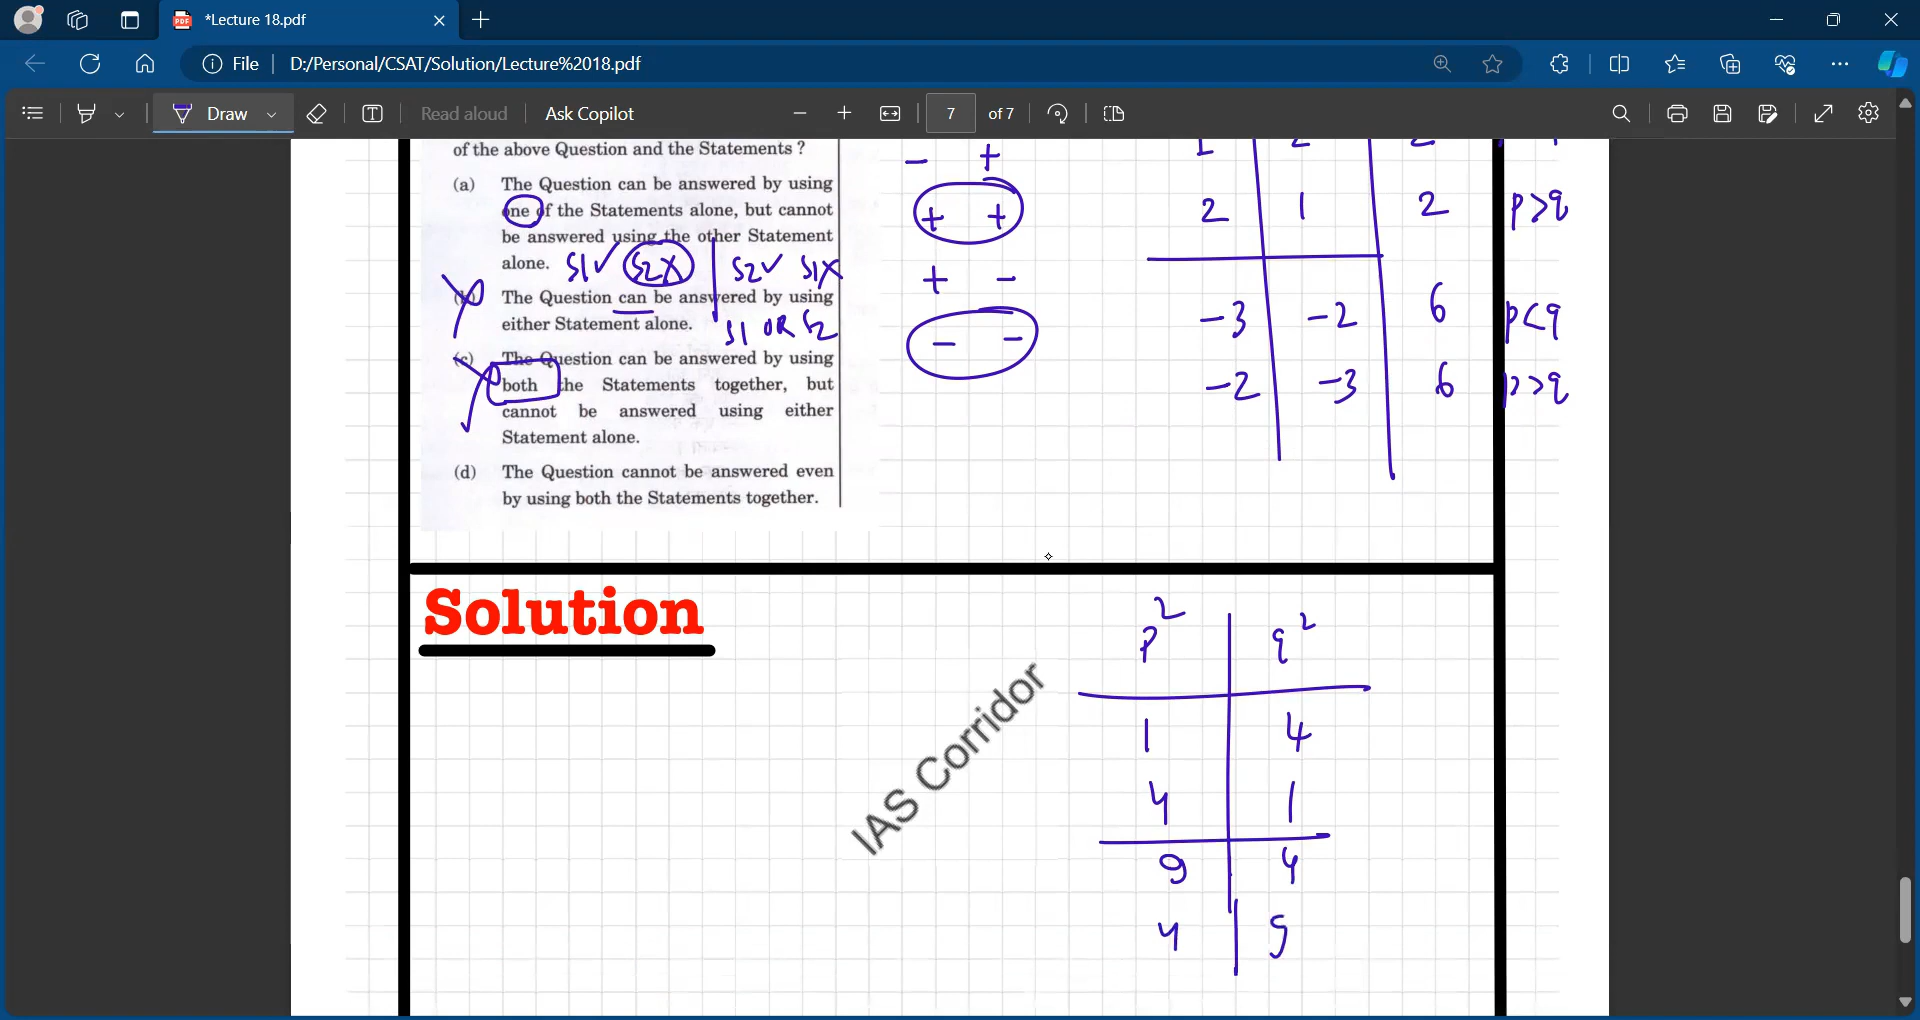 *Lecture 18.pdf
File
D:/Personal/CSAT/Solution/Lecture%2018.pdf
Draw
Read aloud
Ask Copilot
7
of 7
of the above Question and the Statements ?
(a) The Question can be answered by using
one of the Statements alone, but cannot
be answered using the other Statement
alone. S1✓ S2X | S2✓ S1X
(b) The Question can be answered by using
either Statement alone.
S1 OR S2
(c) The Question can be answered by using
both the Statements together, but
cannot be answered using either
Statement alone.
(d) The Question cannot be answered even
by using both the Statements together.
- +
+ +
+ -
- -
1 2 2
2 1 2 p>q
-3 -2 6 p<q
-2 -3 6 p>q
Solution
p² q²
1 4
4 1
9 4
4 9
IAS Corridor